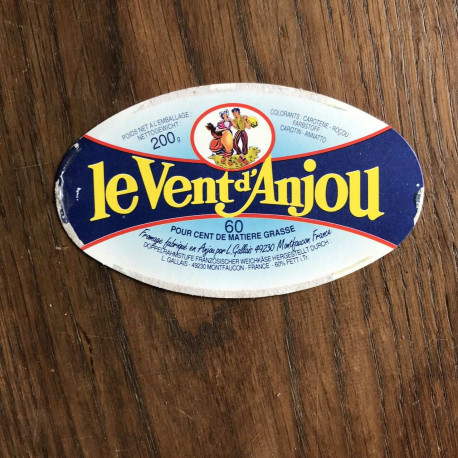 POIDS NET A L'EMBALLAGE :
NETTOGEWICHT
200g
COLORANTS : CAROTENE - ROÇOU
FARBSTOFF
CAROTIN - ANNATTO
le Vent d'Anjou
60
POUR CENT DE MATIERE GRASSE
Fromage fabriqué en Anjou par L. Gallais 49230 Montfaucon France
DOPPELRAHMSTUFE FRANZÖSISCHER WEICHKÄSE HERGESTELLT DURCH
L. GALLAIS - 49230 MONTFAUCON - FRANCE - 60% FETT I.Tr.